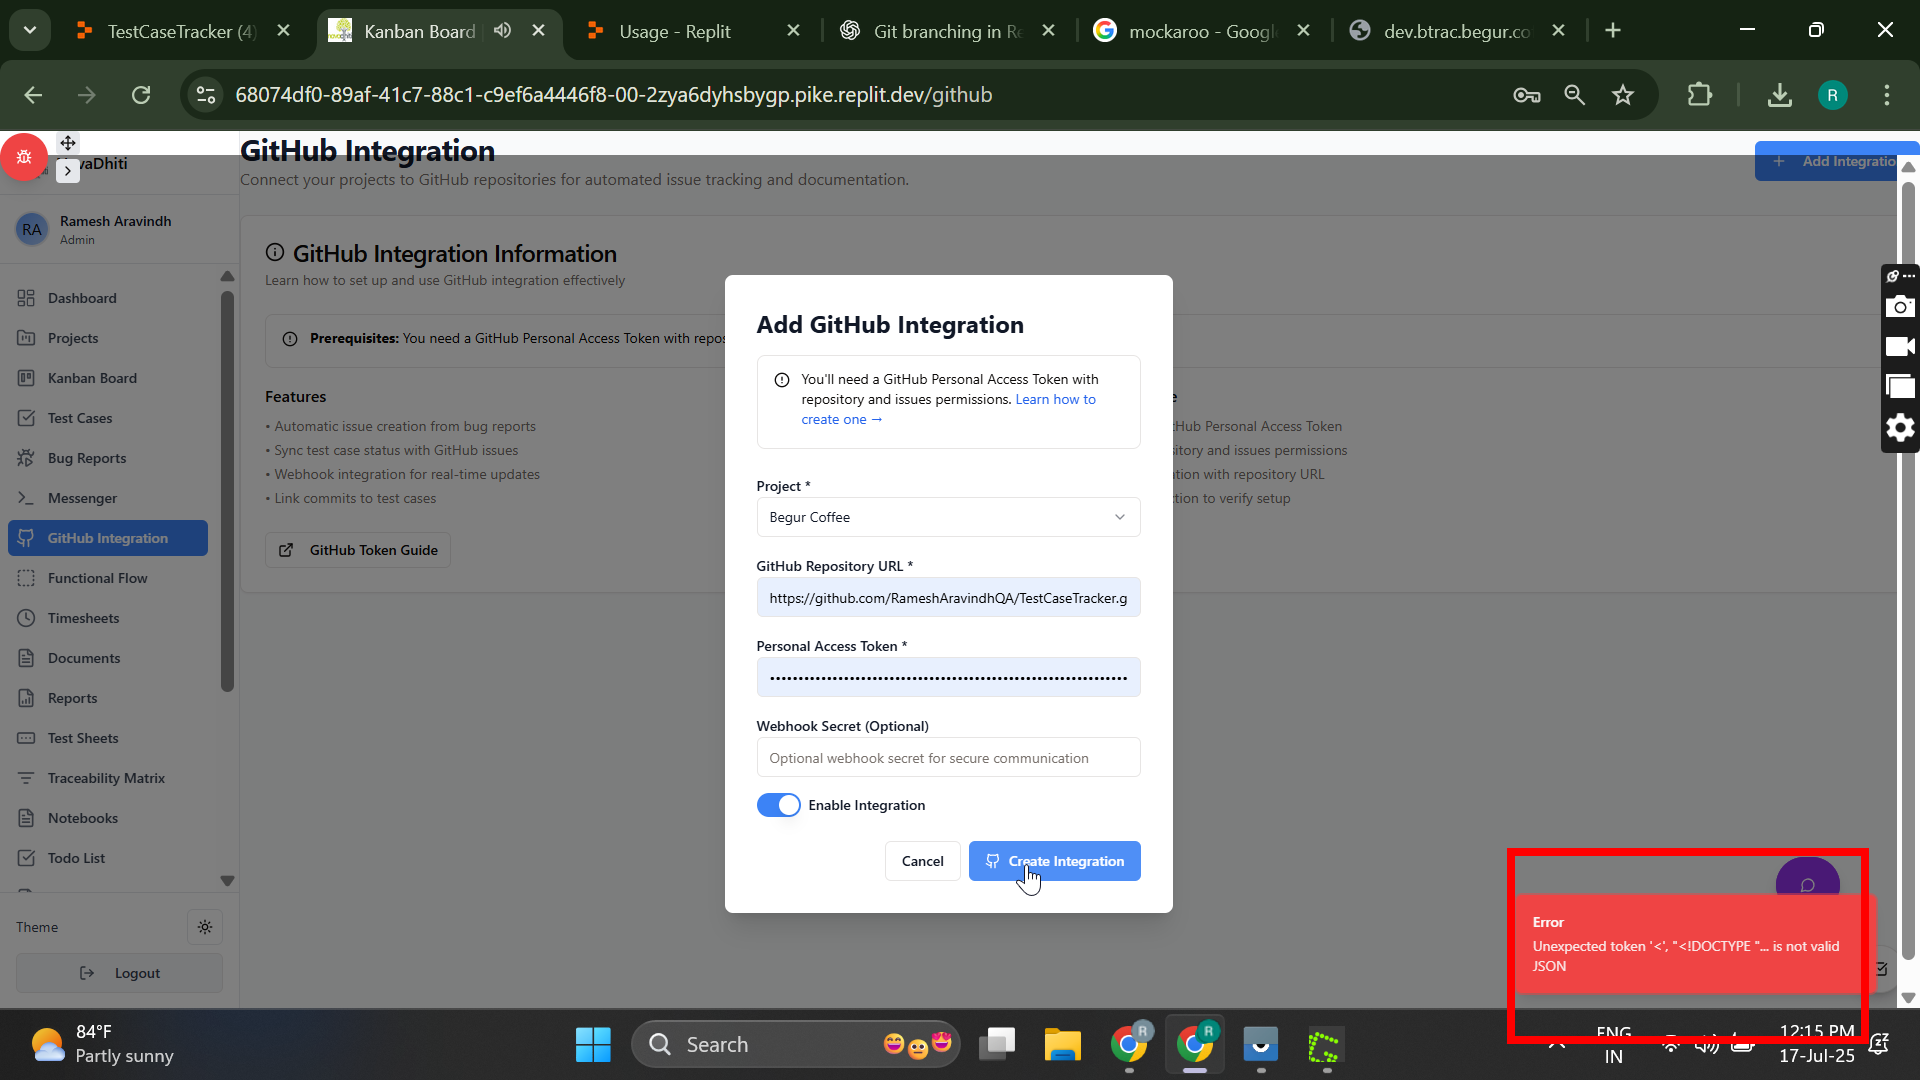 TestCaseTracker (4)
Kanban Board
Usage - Replit
Git branching in Re
mockaroo - Googl
dev.btrac.begur.co
68074df0-89af-41c7-88c1-c9ef6a4446f8-00-2zya6dyhsbygp.pike.replit.dev/github
R
vaDhiti
GitHub Integration
Connect your projects to GitHub repositories for automated issue tracking and documentation.
+ Add Integratio
RA
Ramesh Aravindh
Admin
Dashboard
Projects
Kanban Board
Test Cases
Bug Reports
Messenger
GitHub Integration
Functional Flow
Timesheets
Documents
Reports
Test Sheets
Traceability Matrix
Notebooks
Todo List
Theme
Logout
GitHub Integration Information
Learn how to set up and use GitHub integration effectively
Prerequisites: You need a GitHub Personal Access Token with repos
Features
• Automatic issue creation from bug reports
• Sync test case status with GitHub issues
• Webhook integration for real-time updates
• Link commits to test cases
GitHub Token Guide
e
Hub Personal Access Token
itory and issues permissions
tion with repository URL
tion to verify setup
Add GitHub Integration
You'll need a GitHub Personal Access Token with
repository and issues permissions. Learn how to
create one →
Project *
Begur Coffee
GitHub Repository URL *
https://github.com/RameshAravindhQA/TestCaseTracker.g
Personal Access Token *
Webhook Secret (Optional)
Optional webhook secret for secure communication
Enable Integration
Cancel
Create Integration
Error
Unexpected token '<', "<!DOCTYPE "... is not valid
JSON
84°F
Partly sunny
Search
R
R
ENG
IN
12:15 PM
17-Jul-25